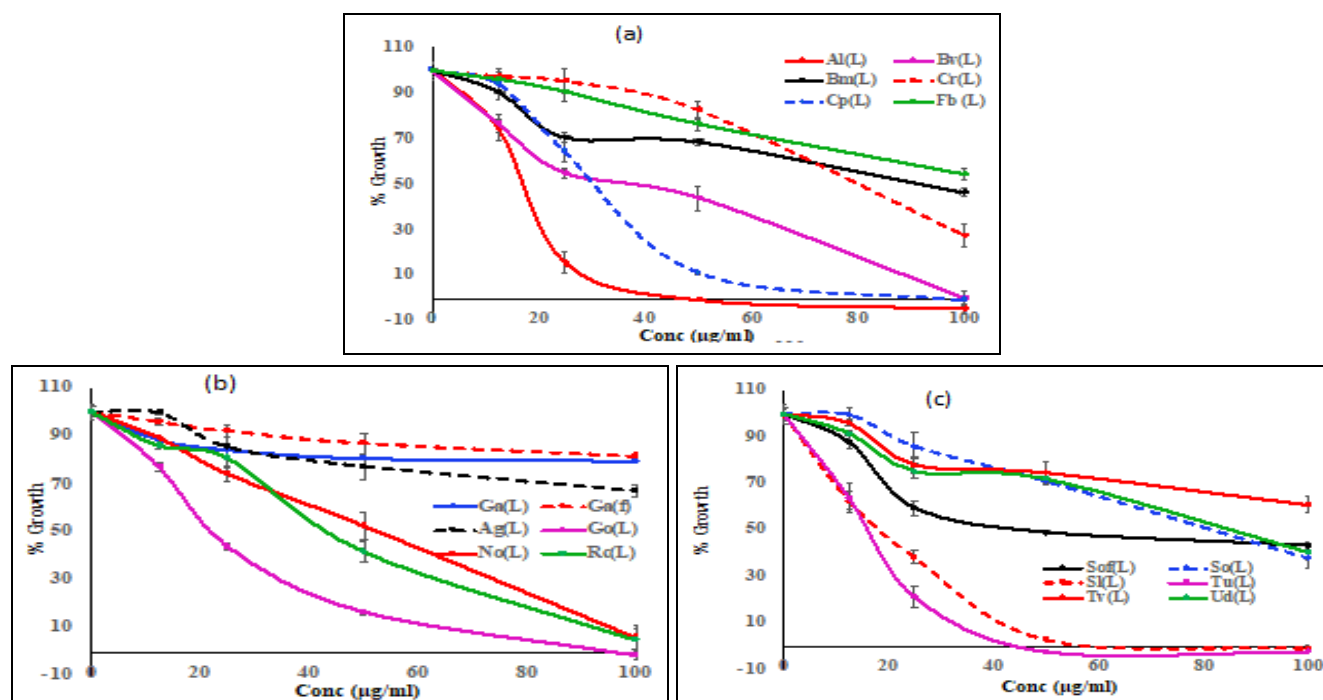 (a)
110
90
70
50
30
10
-10
% Growth
Al(L) Bv(L)
Bm(L) Cr(L)
Cp(L) Fb (L)
0 20 40 60 80 100
Conc (µg/ml)
(b)
110
90
70
50
30
10
-10
% Growth
Ga(L) Ga(f)
Ag(L) Go(L)
No(L) Rc(L)
0 20 40 60 80 100
Conc (µg/ml)
(c)
110
90
70
50
30
10
-10
% Growth
Sof(L) So(L)
Sl(L) Tu(L)
Tv(L) Ud(L)
0 20 40 60 80 100
Conc (µg/ml)